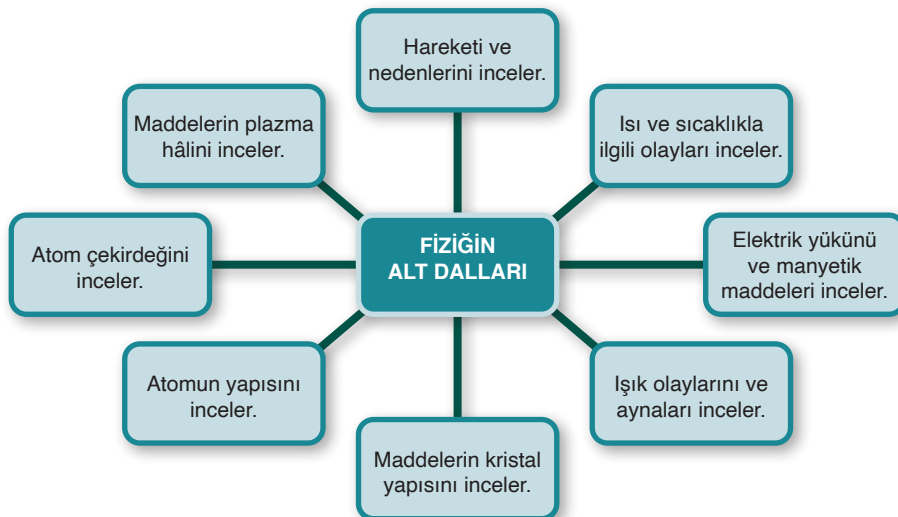 Hareketi ve
nedenlerini inceler.
Maddelerin plazma
hâlini inceler.
Isı ve sıcaklıkla
ilgili olayları inceler.
Atom çekirdeğini
inceler.
FİZİĞİN
ALT DALLARI
Elektrik yükünü
ve manyetik
maddeleri inceler.
Atomun yapısını
inceler.
Işık olaylarını ve
aynaları inceler.
Maddelerin kristal
yapısını inceler.